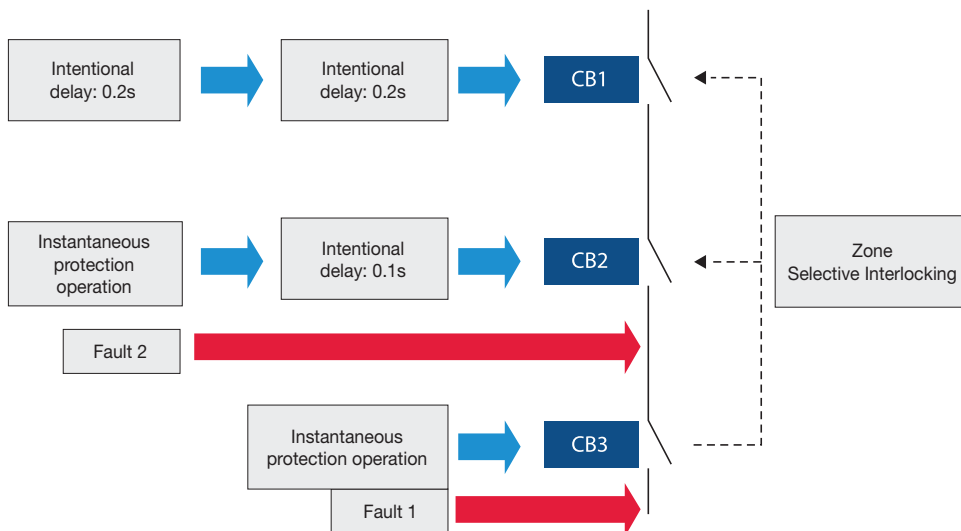 Intentional
delay: 0.2s
Intentional
delay: 0.2s
CB1
Instantaneous
protection
operation
Intentional
delay: 0.1s
CB2
Zone
Selective Interlocking
Fault 2
Instantaneous
protection operation
CB3
Fault 1